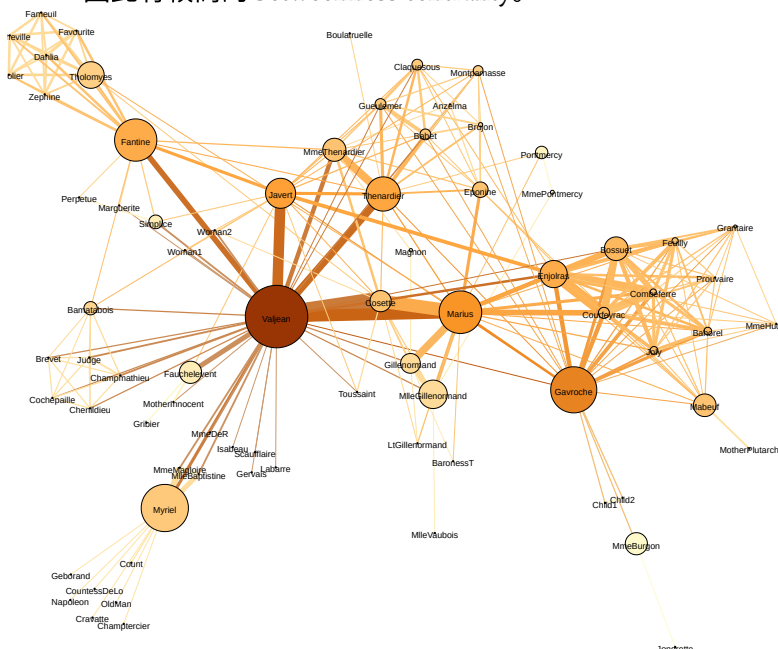 Fameuil
Favourite
Dahlia
Tholomyes
Zephine
Fantine
Boulatruelle
Claquesous
Montparnasse
Gueulemer
Anzelma
Babet
Brujon
MmeThenardier
Pontmercy
Javert
Thenardier
Eponine
MmePontmercy
Perpetue
Marguerite
Simplice
Woman2
Woman1
Magnon
Grantaire
Bossuet
Feuilly
Enjolras
Prouvaire
Combeferre
Cosette
Bamatabois
Valjean
Marius
Courfeyrac
Bahorel
Joly
Brevet
Judge
Champmathieu
Fauchelevent
Gillenormand
Cochepaille
Chenildieu
MotherInnocent
Toussaint
MlleGillenormand
Gavroche
Mabeuf
Gribier
MmeDeR
Isabeau
Scaufflaire
LtGillenormand
MotherPlutarch
MmeMagloire
MlleBaptistine
Gervais
Labarre
BaronessT
Myriel
Child1
Child2
MlleVaubois
MmeBurgon
Count
Geborand
CountessDeLo
Napoleon
OldMan
Cravatte
Champtercier